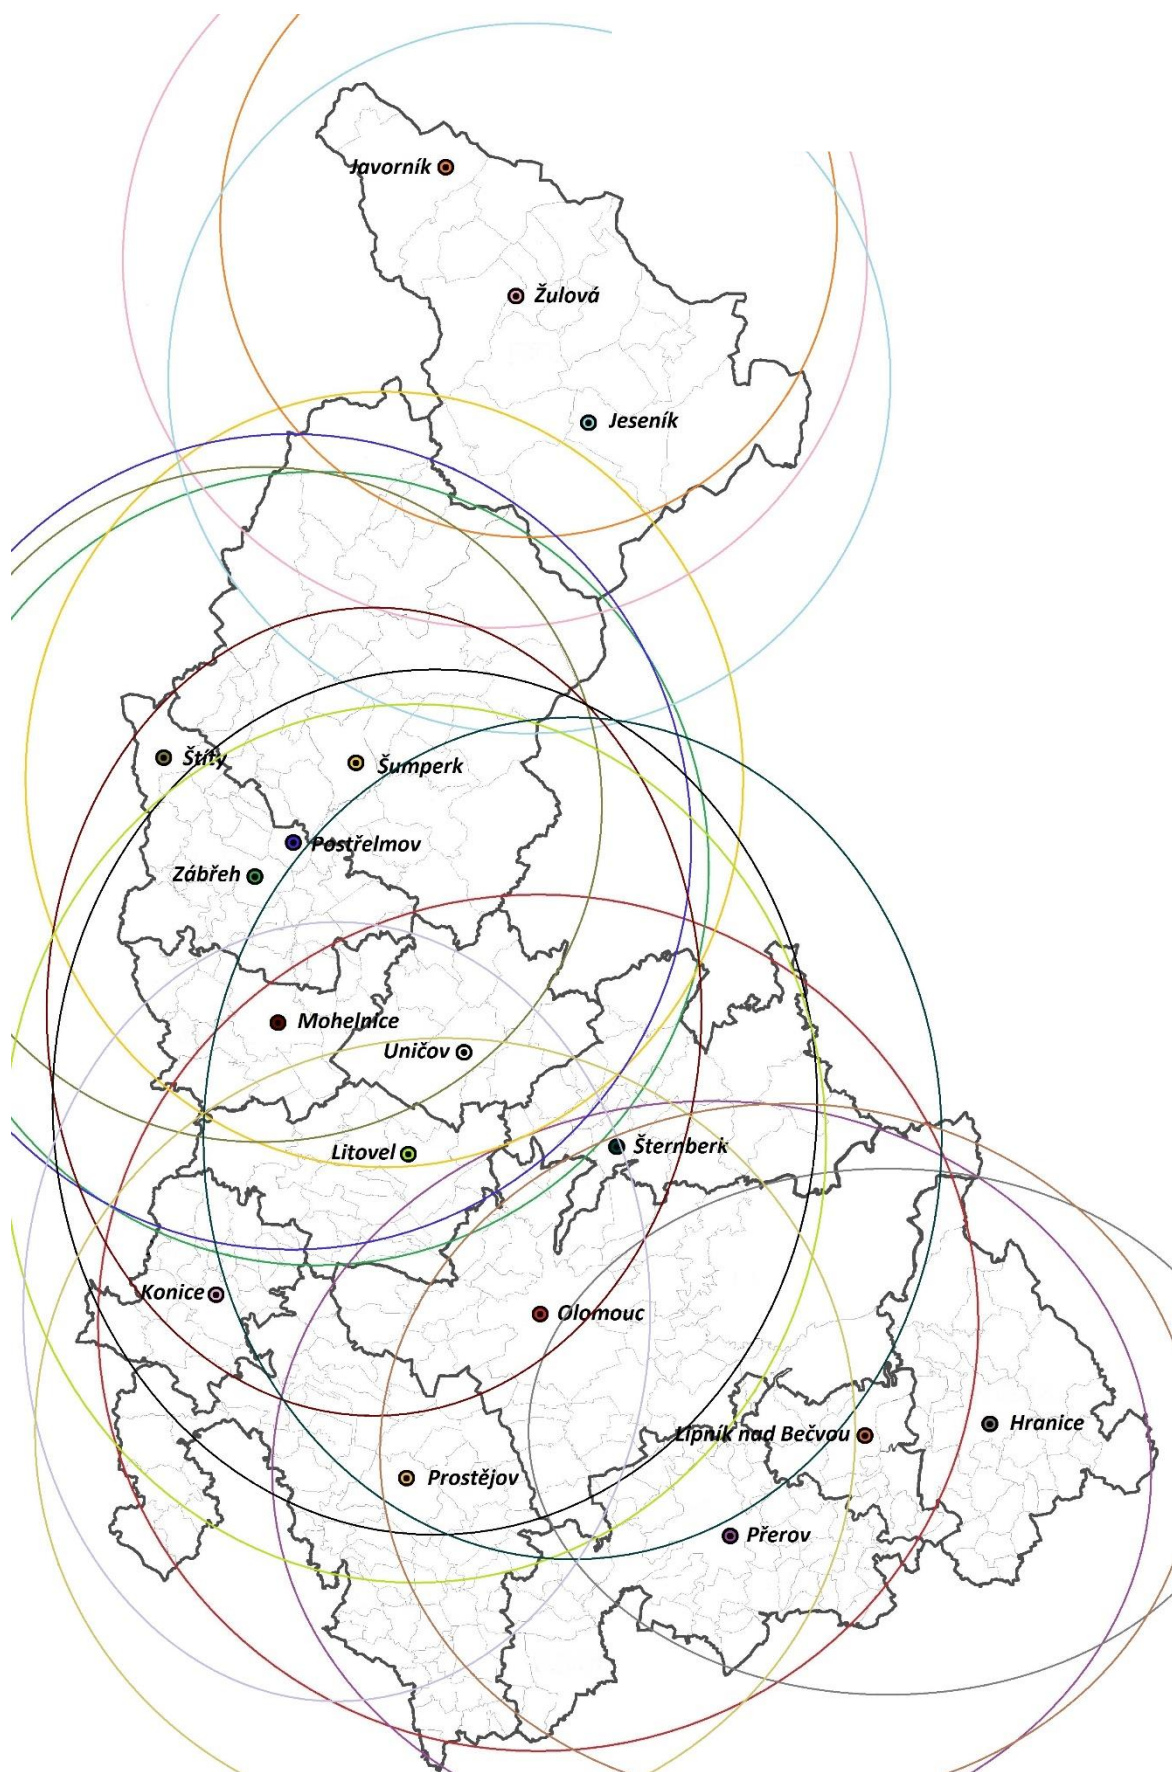 Javorník
Žulová
Jeseník
Štíty
Šumperk
Postřelmov
Zábřeh
Mohelnice
Uničov
Litovel
Šternberk
Konice
Olomouc
Hranice
Lipník nad Bečvou
Prostějov
Přerov